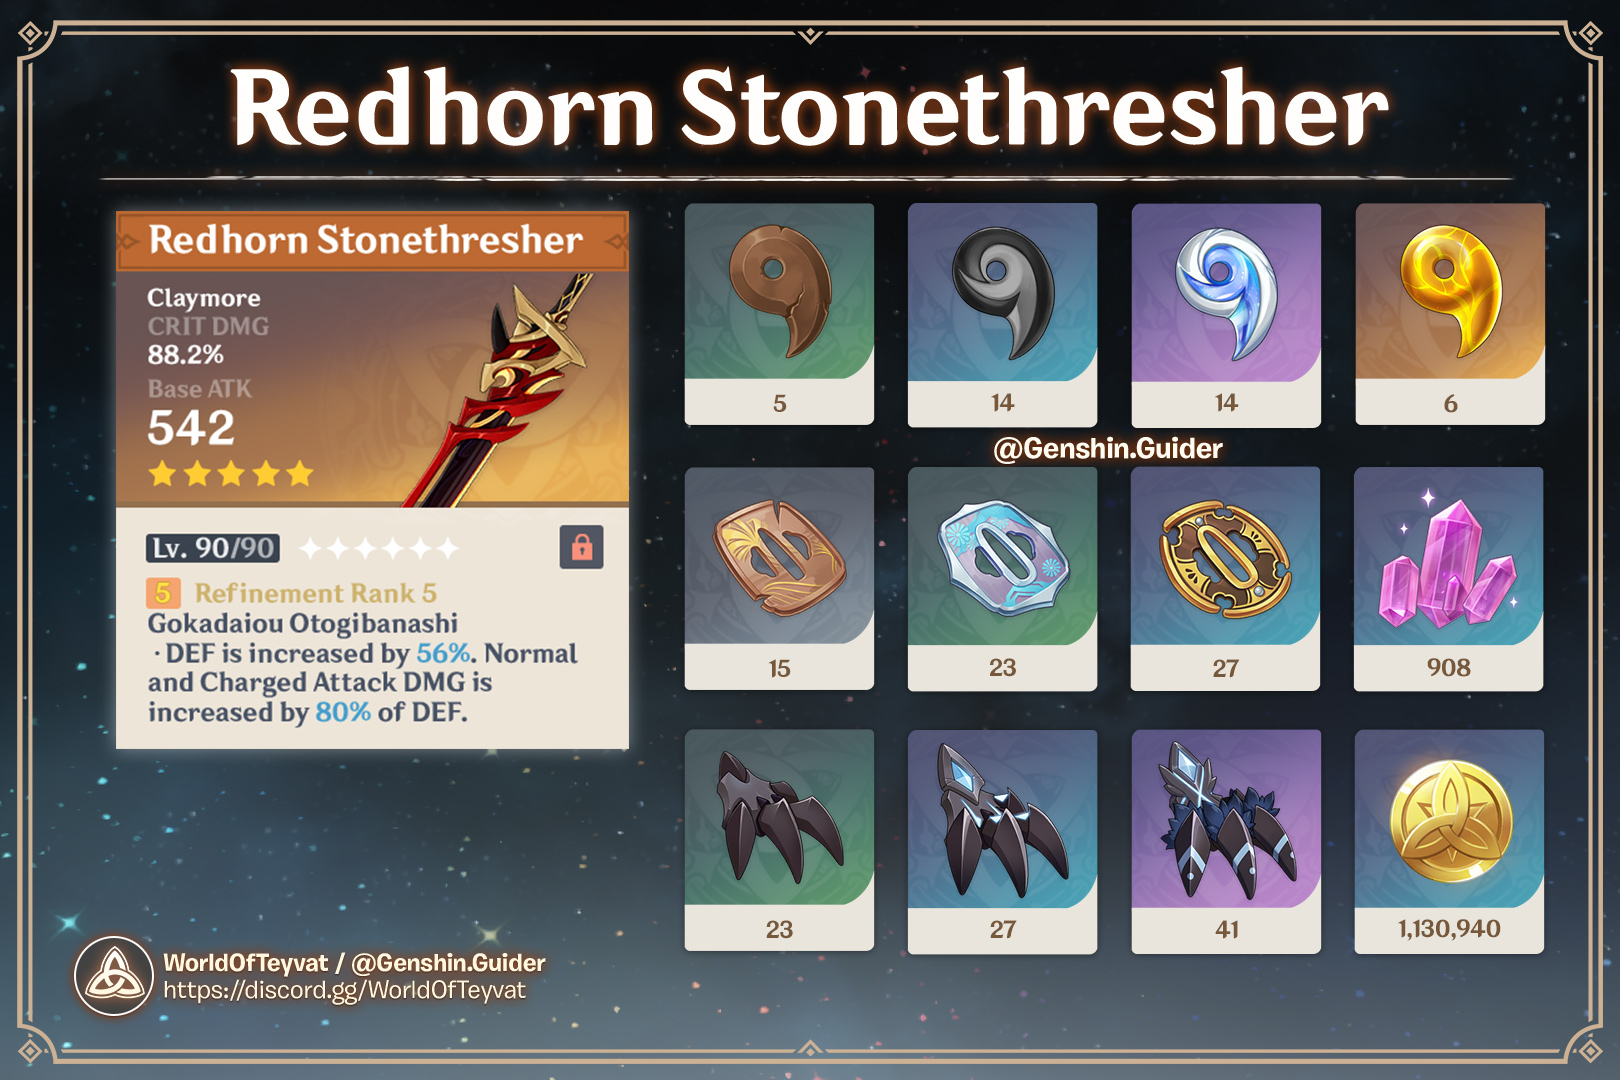 Redhorn Stonethresher
Redhorn Stonethresher
Claymore
CRIT DMG
88.2%
Base ATK
542
Lv. 90/90
5 Refinement Rank 5
Gokadaiou Otogibanashi
· DEF is increased by 56%. Normal
and Charged Attack DMG is
increased by 80% of DEF.
5
14
14
6
@Genshin.Guider
15
23
27
908
23
27
41
1,130,940
WorldOfTeyvat / @Genshin.Guider
https://discord.gg/WorldOfTeyvat